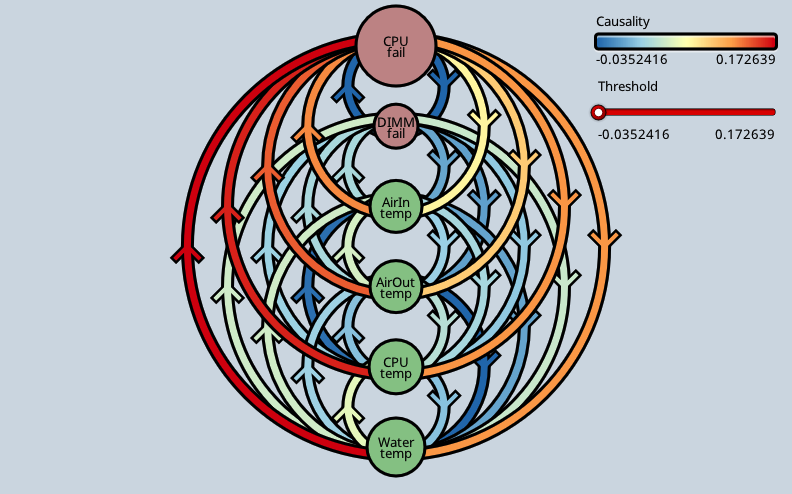 CPU
fail
DIMM
fail
AirIn
temp
AirOut
temp
CPU
temp
Water
temp
Causality
-0.0352416 0.172639
Threshold
-0.0352416 0.172639